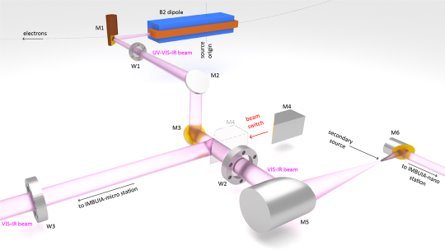 B2 dipole
M1
electrons
source
origin
UV-VIS-IR beam
W1
M2
M4
beam
switch
M4
M3
secondary
source
M6
to IMBUIA-nano
station
W2
VIS-IR beam
to IMBUIA-micro station
M5
VIS-IR beam
W3